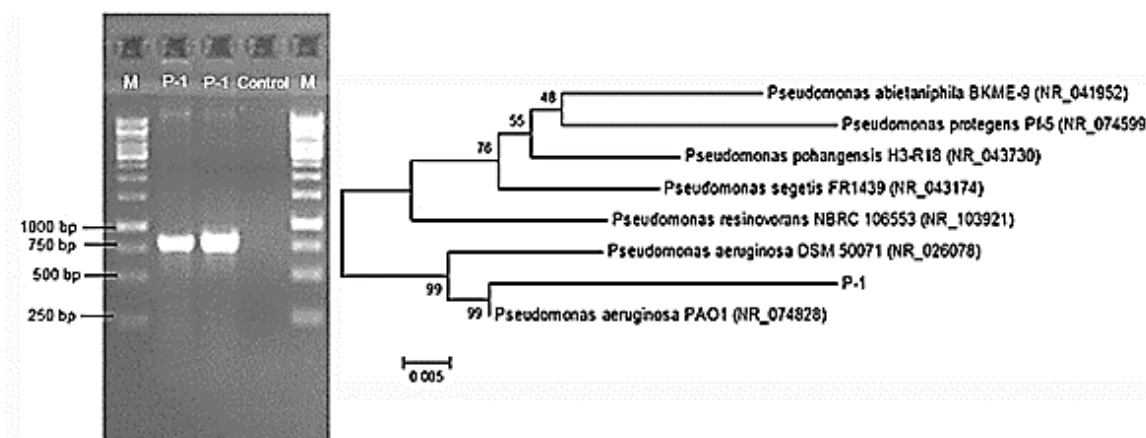 M P-1 P-1 Control M
1000 bp
750 bp
500 bp
250 bp
48
55
76
99
99
Pseudomonas abietaniphila BKME-9 (NR_041952)
Pseudomonas protegens Pf-5 (NR_074599
Pseudomonas pohangensis H3-R18 (NR_043730)
Pseudomonas segetis FR1439 (NR_043174)
Pseudomonas resinovorans NBRC 106553 (NR_103921)
Pseudomonas aeruginosa DSM 50071 (NR_026078)
P-1
Pseudomonas aeruginosa PAO1 (NR_074828)
0.005